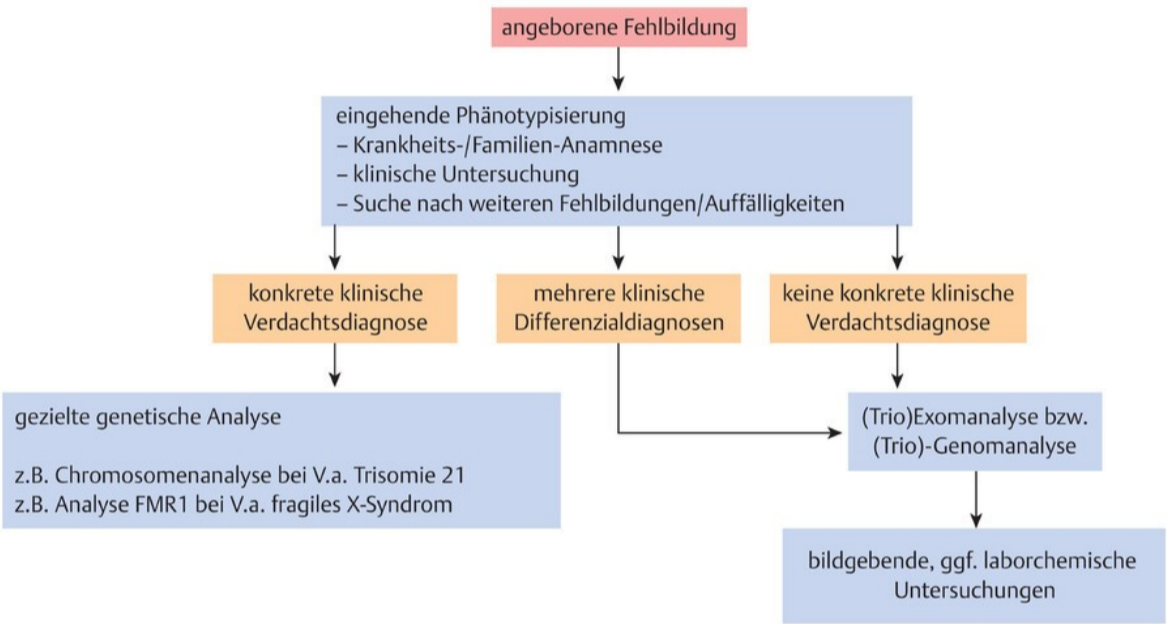 angeborene Fehlbildung
eingehende Phänotypisierung
– Krankheits-/Familien-Anamnese
– klinische Untersuchung
– Suche nach weiteren Fehlbildungen/Auffälligkeiten
konkrete klinische
Verdachtsdiagnose
mehrere klinische
Differenzialdiagnosen
keine konkrete klinische
Verdachtsdiagnose
gezielte genetische Analyse
z.B. Chromosomenanalyse bei V.a. Trisomie 21
z.B. Analyse FMR1 bei V.a. fragiles X-Syndrom
(Trio)Exomanalyse bzw.
(Trio)-Genomanalyse
bildgebende, ggf. laborchemische
Untersuchungen